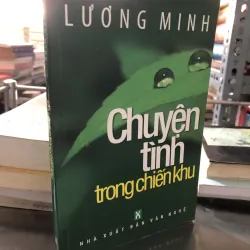 LƯƠNG MINH
Chuyện
tình
trong chiến khu
NHÀ XUẤT BẢN VĂN NGHỆ